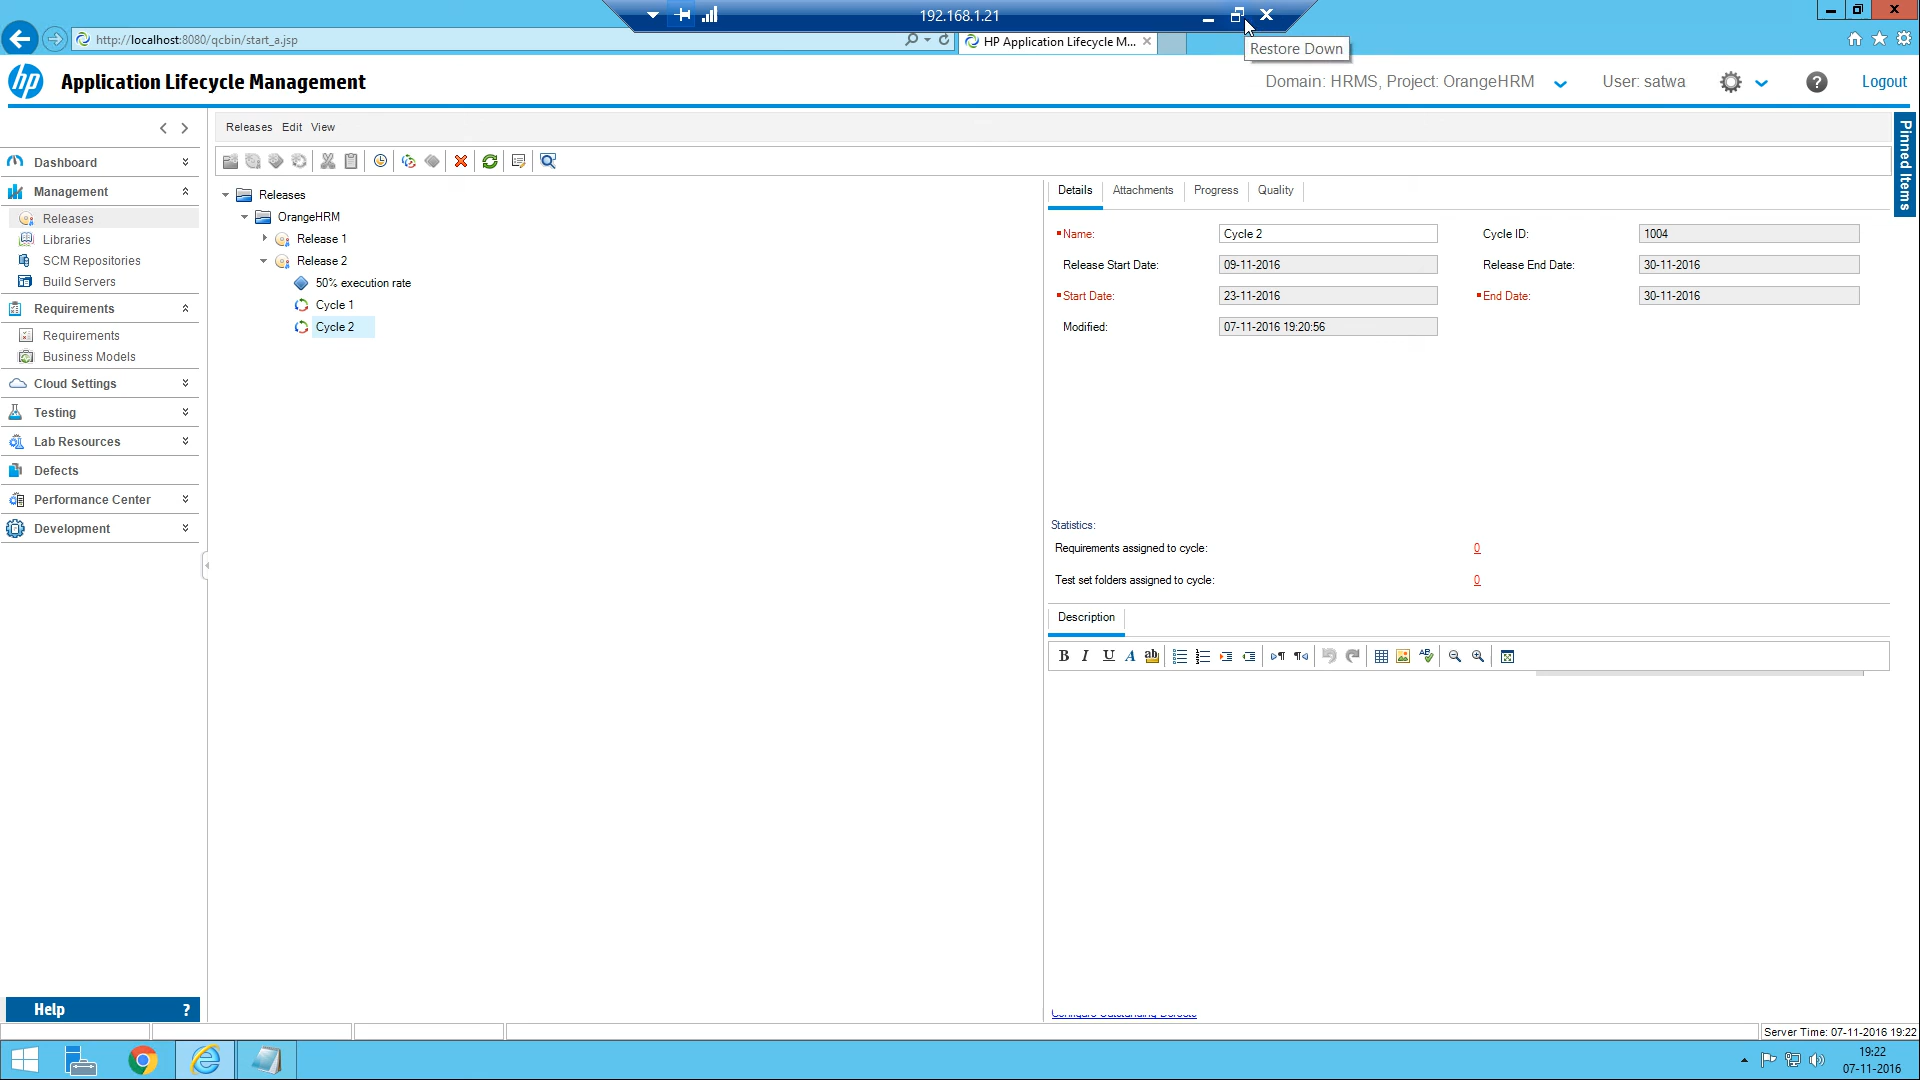 192.168.1.21
http://localhost:8080/qcbin/start_a.jsp
HP Application Lifecycle M...
Restore Down
hp
Application Lifecycle Management
Domain: HRMS, Project: OrangeHRM
User: satwa
Logout
Pinned Items
Releases Edit View
Dashboard
Management
Releases
Libraries
SCM Repositories
Build Servers
Requirements
Requirements
Business Models
Cloud Settings
Testing
Lab Resources
Defects
Performance Center
Development
Help ?
Releases
OrangeHRM
Release 1
Release 2
50% execution rate
Cycle 1
Cycle 2
Details Attachments Progress Quality
Name: Cycle 2 Cycle ID: 1004
Release Start Date: 09-11-2016 Release End Date: 30-11-2016
Start Date: 23-11-2016 End Date: 30-11-2016
Modified: 07-11-2016 19:20:56
Statistics:
Requirements assigned to cycle: 0
Test set folders assigned to cycle: 0
Description
B I U A ab
Configure Outstanding Defects
Server Time: 07-11-2016 19:22
19:22
07-11-2016